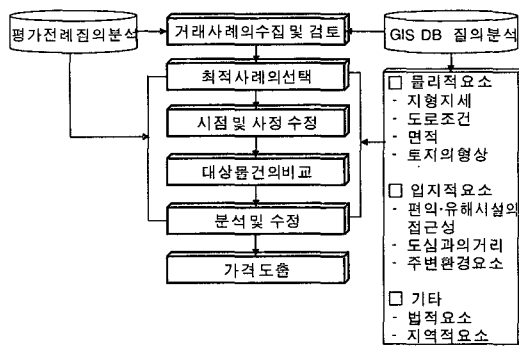 평가전례집의분석
거래사례의수집 및 검토
GIS DB 질의분석
최적사례의선택
시점 및 사정 수정
대상물건의비교
분석및 수정
가격도출
□ 물리적요소
- 지형지세
- 도로조건
- 면적
- 토지의형상
□ 입지적요소
- 편익·유해시설의
접근성
- 도심과의거리
- 주변환경요소
□ 기타
- 법적요소
- 지역적요소